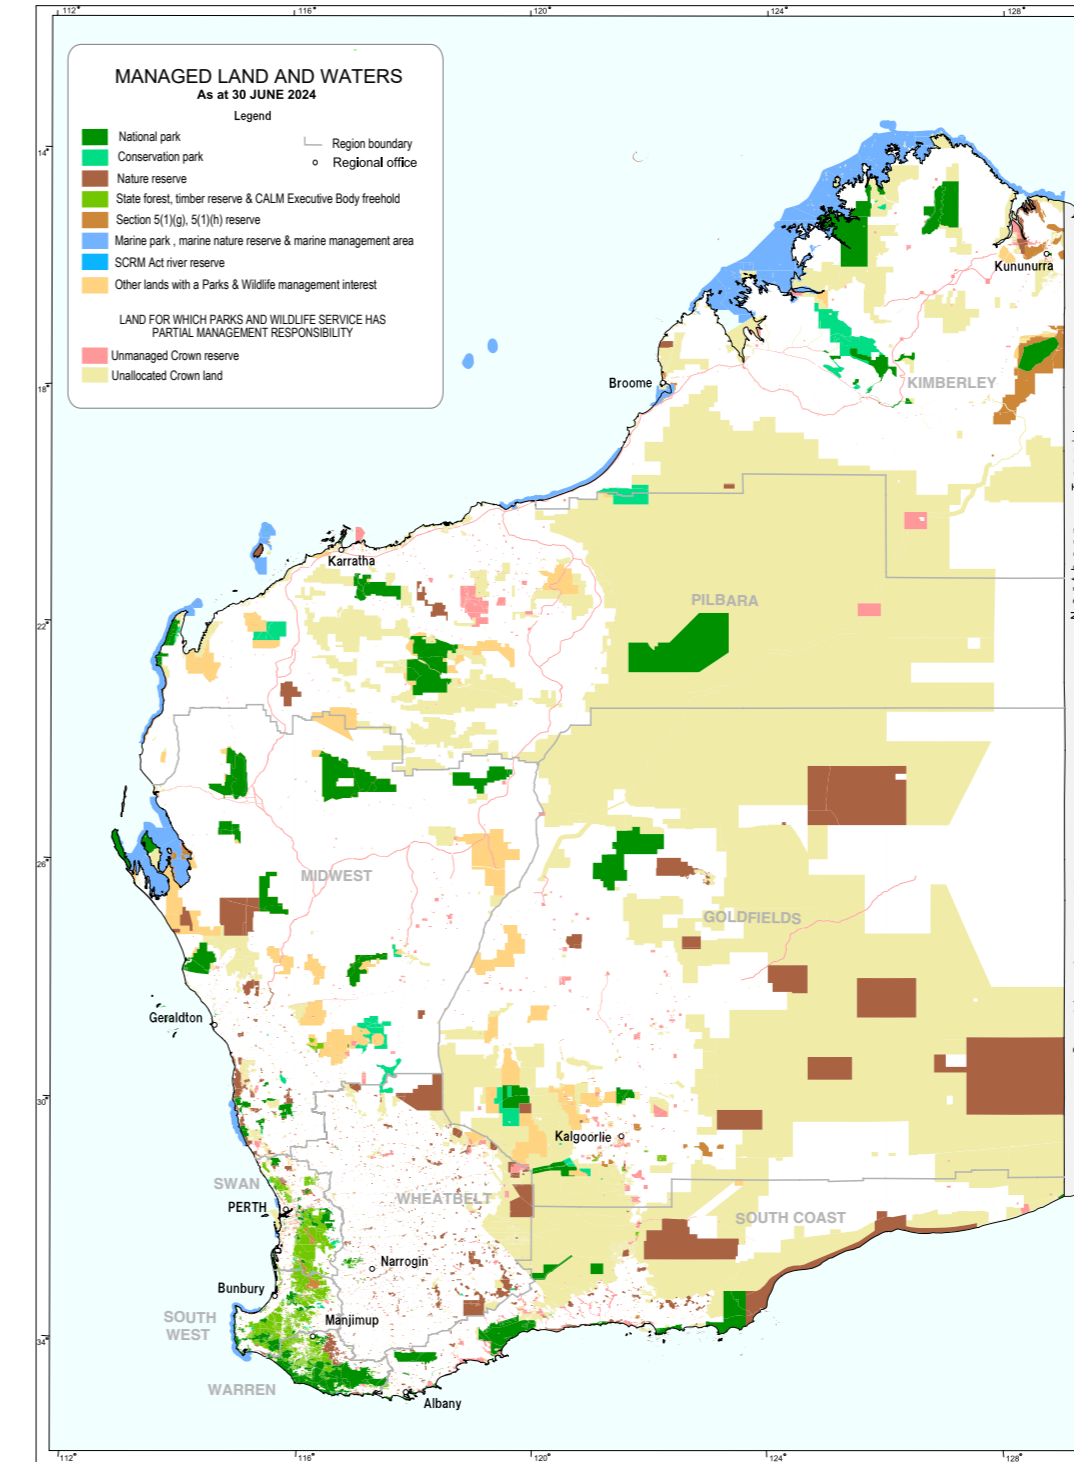 112°
116°
120°
124°
128°
MANAGED LAND AND WATERS
As at 30 JUNE 2024
Legend
National park
Conservation park
Nature reserve
State forest, timber reserve & CALM Executive Body freehold
Section 5(1)(g), 5(1)(h) reserve
Marine park , marine nature reserve & marine management area
SCRM Act river reserve
Other lands with a Parks & Wildlife management interest
Region boundary
Regional office
LAND FOR WHICH PARKS AND WILDLIFE SERVICE HAS
PARTIAL MANAGEMENT RESPONSIBILITY
Unmanaged Crown reserve
Unallocated Crown land
14°
18°
22°
26°
30°
34°
Kununurra
Broome
KIMBERLEY
Karratha
PILBARA
MIDWEST
GOLDFIELDS
Geraldton
Kalgoorlie
SWAN
PERTH
WHEATBELT
SOUTH COAST
Narrogin
Bunbury
SOUTH
WEST
Manjimup
WARREN
Albany
112°
116°
120°
124°
128°